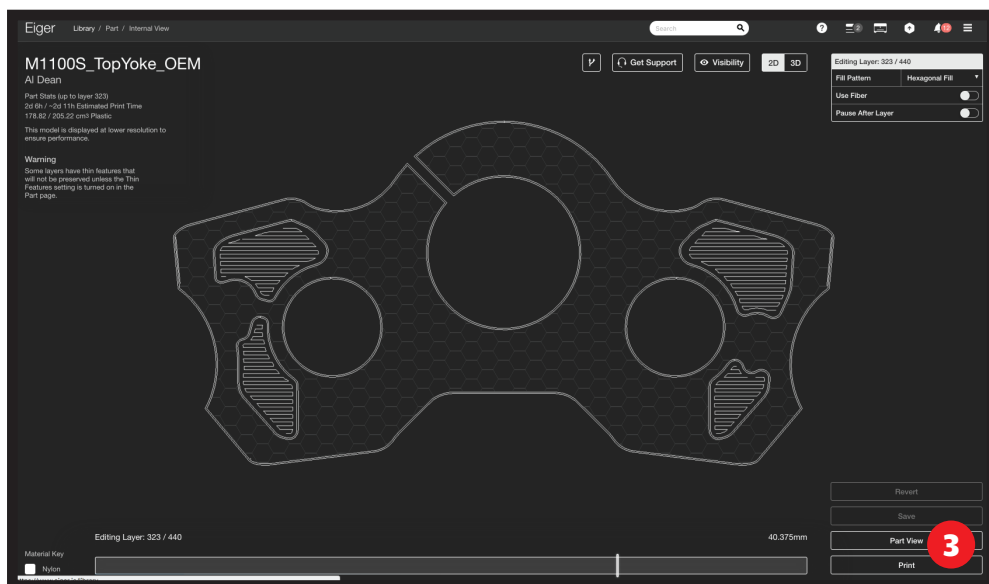 Eiger Library / Part / Internal View
Search
? 2 12
M1100S_TopYoke_OEM
Al Dean
Part Stats (up to layer 323)
2d 6h / ~2d 11h Estimated Print Time
178.82 / 205.22 cm3 Plastic
This model is displayed at lower resolution to
ensure performance.
Warning
Some layers have thin features that
will not be preserved unless the Thin
Features setting is turned on in the
Part page.
Get Support
Visibility
2D 3D
Editing Layer: 323 / 440
Fill Pattern Hexagonal Fill
Use Fiber
Pause After Layer
Revert
Save
Part View
3
Print
Editing Layer: 323 / 440
40.375mm
Material Key
Nylon